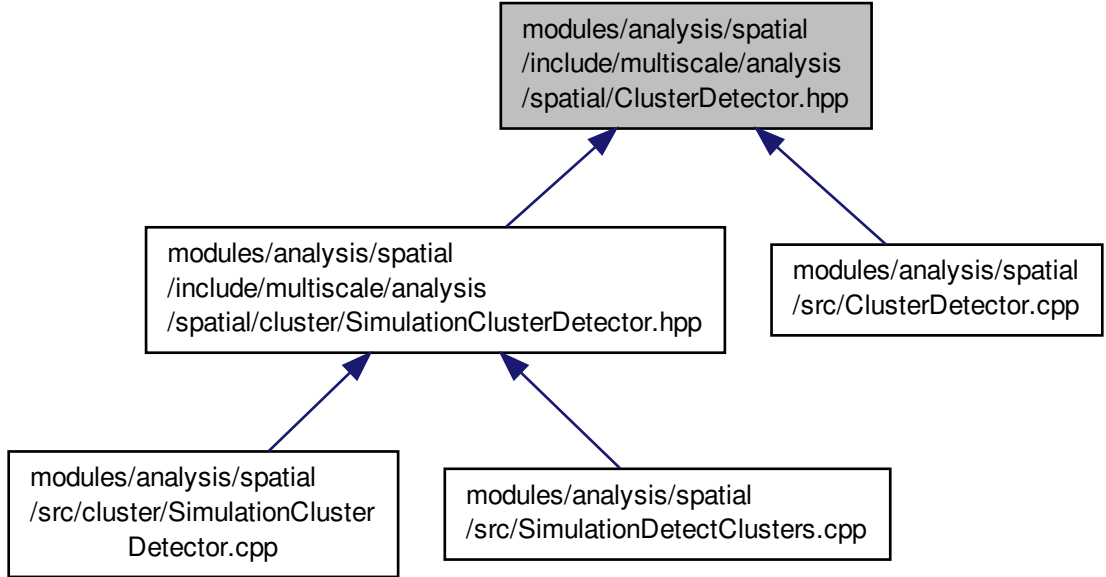 modules/analysis/spatial
/include/multiscale/analysis
/spatial/ClusterDetector.hpp
modules/analysis/spatial
/include/multiscale/analysis
/spatial/cluster/SimulationClusterDetector.hpp
modules/analysis/spatial
/src/ClusterDetector.cpp
modules/analysis/spatial
/src/cluster/SimulationCluster
Detector.cpp
modules/analysis/spatial
/src/SimulationDetectClusters.cpp